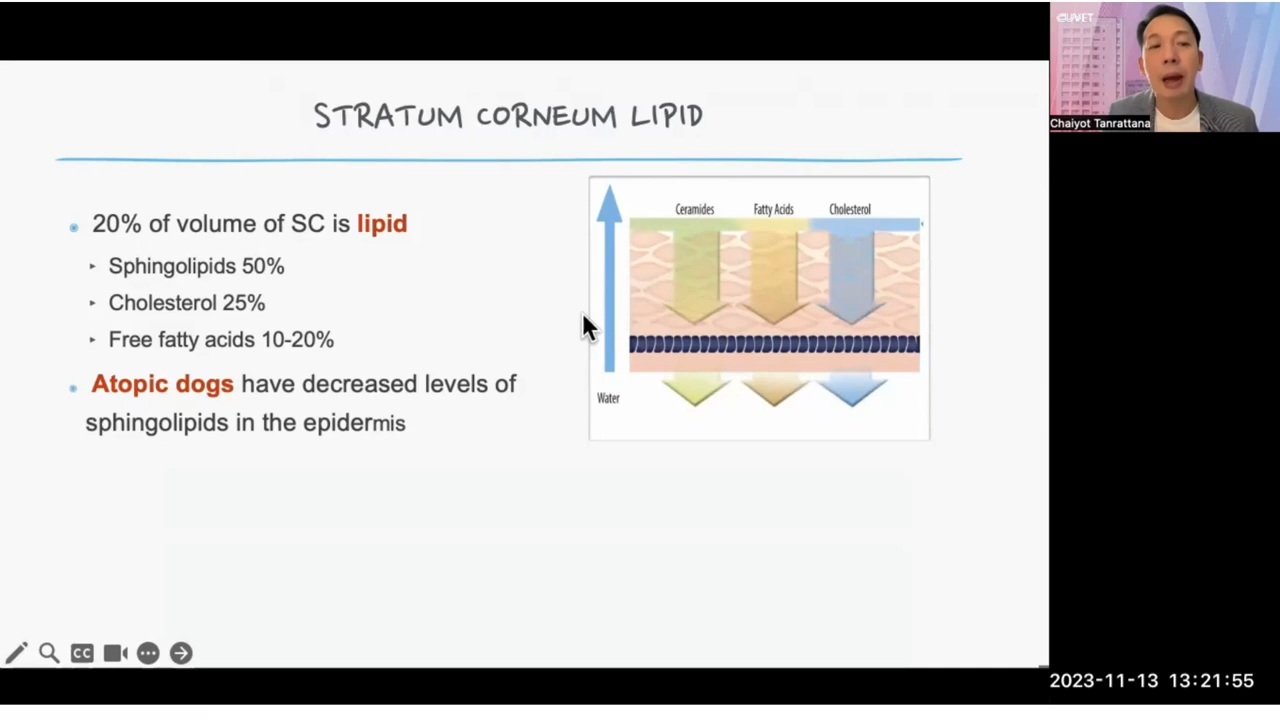 CUVET
Chaiyot Tanrattana
STRATUM CORNEUM LIPID
20% of volume of SC is lipid
Sphingolipids 50%
Cholesterol 25%
Free fatty acids 10-20%
Atopic dogs have decreased levels of
sphingolipids in the epidermis
Ceramides Fatty Acids Cholesterol
Water
CC
2023-11-13 13:21:55